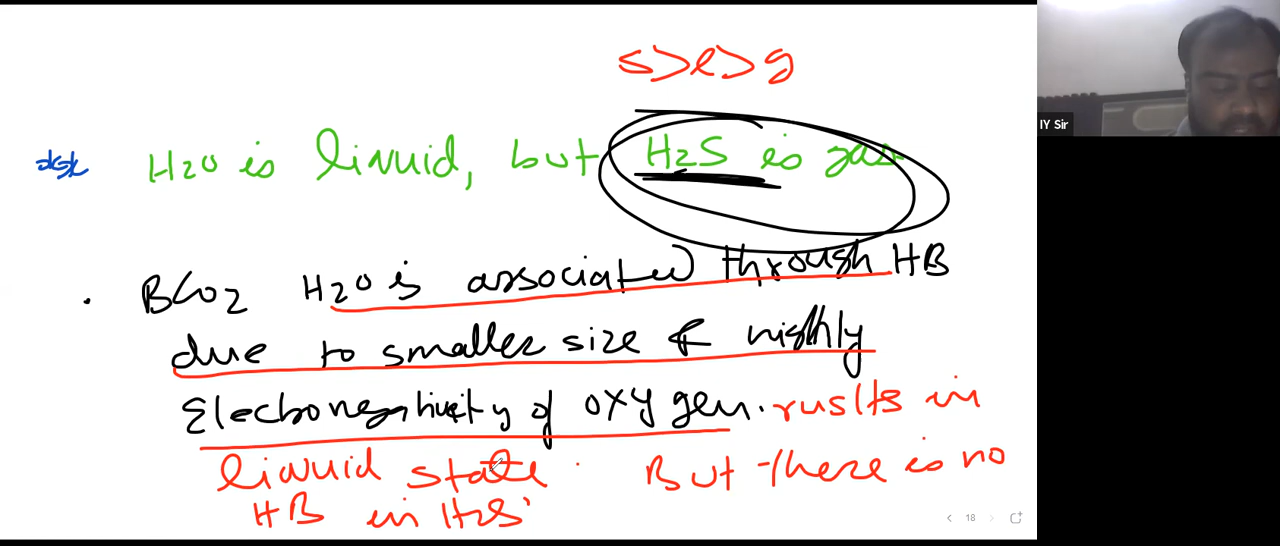 s>l>g
H2O is liquid, but H2S is gas
IY Sir
• BCoz H2O is associated through HB
due to smaller size & highly
Electronegativity of oxygen. ruslts in
liquid state. But there is no
HB in H2S.
18